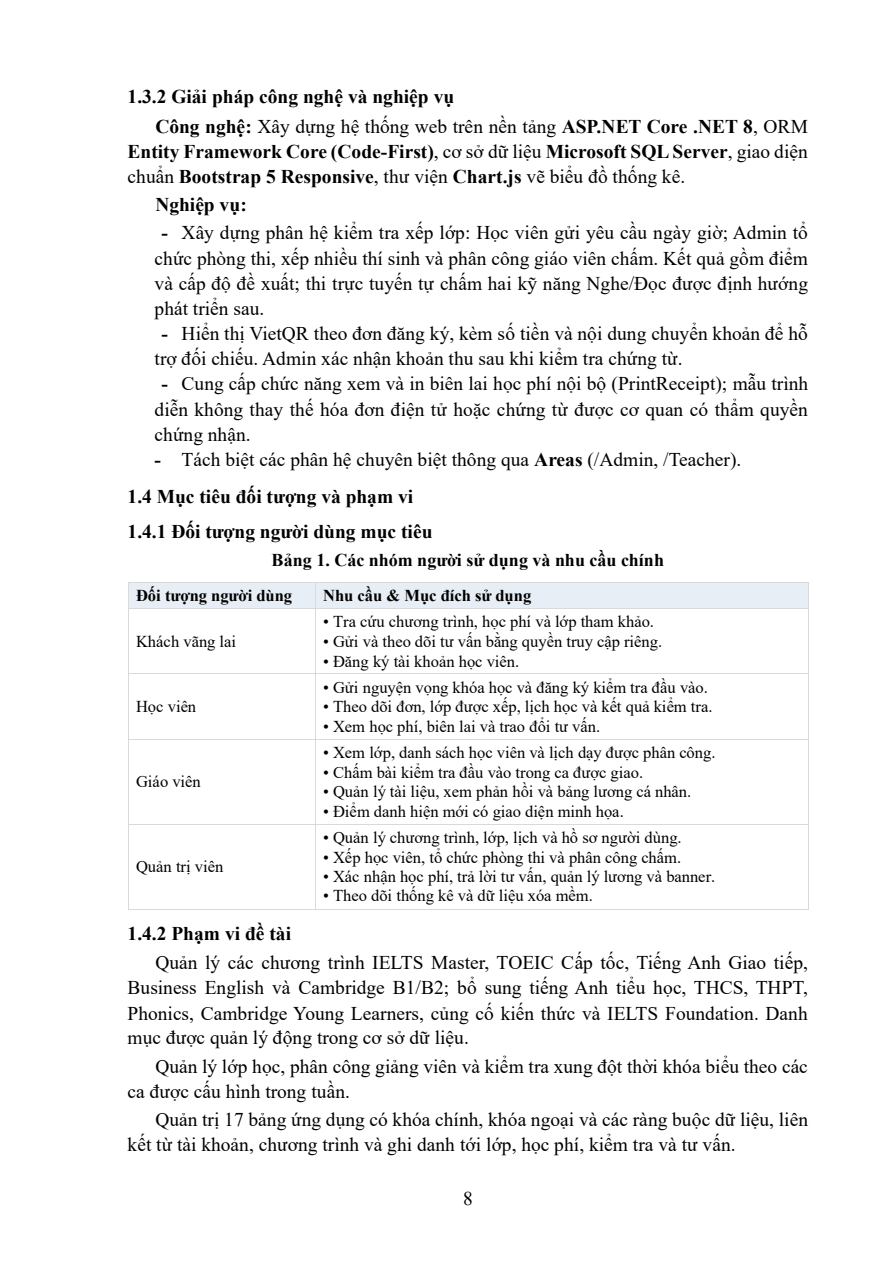 1.3.2 Giải pháp công nghệ và nghiệp vụ
Công nghệ: Xây dựng hệ thống web trên nền tảng ASP.NET Core .NET 8, ORM
Entity Framework Core (Code-First), cơ sở dữ liệu Microsoft SQL Server, giao diện
chuẩn Bootstrap 5 Responsive, thư viện Chart.js vẽ biểu đồ thống kê.
Nghiệp vụ:
- Xây dựng phân hệ kiểm tra xếp lớp: Học viên gửi yêu cầu ngày giờ; Admin tổ
chức phòng thi, xếp nhiều thí sinh và phân công giáo viên chấm. Kết quả gồm điểm
và cấp độ đề xuất; thi trực tuyến tự chấm hai kỹ năng Nghe/Đọc được định hướng
phát triển sau.
- Hiển thị VietQR theo đơn đăng ký, kèm số tiền và nội dung chuyển khoản để hỗ
trợ đối chiếu. Admin xác nhận khoản thu sau khi kiểm tra chứng từ.
- Cung cấp chức năng xem và in biên lai học phí nội bộ (PrintReceipt); mẫu trình
diễn không thay thế hóa đơn điện tử hoặc chứng từ được cơ quan có thẩm quyền
chứng nhận.
- Tách biệt các phân hệ chuyên biệt thông qua Areas (/Admin, /Teacher).
1.4 Mục tiêu đối tượng và phạm vi
1.4.1 Đối tượng người dùng mục tiêu
Bảng 1. Các nhóm người sử dụng và nhu cầu chính
Đối tượng người dùng Nhu cầu & Mục đích sử dụng
Khách vãng lai
• Tra cứu chương trình, học phí và lớp tham khảo.
• Gửi và theo dõi tư vấn bằng quyền truy cập riêng.
• Đăng ký tài khoản học viên.
Học viên
• Gửi nguyện vọng khóa học và đăng ký kiểm tra đầu vào.
• Theo dõi đơn, lớp được xếp, lịch học và kết quả kiểm tra.
• Xem học phí, biên lai và trao đổi tư vấn.
Giáo viên
• Xem lớp, danh sách học viên và lịch dạy được phân công.
• Chấm bài kiểm tra đầu vào trong ca được giao.
• Quản lý tài liệu, xem phản hồi và bảng lương cá nhân.
• Điểm danh hiện mới có giao diện minh họa.
Quản trị viên
• Quản lý chương trình, lớp, lịch và hồ sơ người dùng.
• Xếp học viên, tổ chức phòng thi và phân công chấm.
• Xác nhận học phí, trả lời tư vấn, quản lý lương và banner.
• Theo dõi thống kê và dữ liệu xóa mềm.
1.4.2 Phạm vi đề tài
Quản lý các chương trình IELTS Master, TOEIC Cấp tốc, Tiếng Anh Giao tiếp,
Business English và Cambridge B1/B2; bổ sung tiếng Anh tiểu học, THCS, THPT,
Phonics, Cambridge Young Learners, củng cố kiến thức và IELTS Foundation. Danh
mục được quản lý động trong cơ sở dữ liệu.
Quản lý lớp học, phân công giảng viên và kiểm tra xung đột thời khóa biểu theo các
ca được cấu hình trong tuần.
Quản trị 17 bảng ứng dụng có khóa chính, khóa ngoại và các ràng buộc dữ liệu, liên
kết từ tài khoản, chương trình và ghi danh tới lớp, học phí, kiểm tra và tư vấn.
8